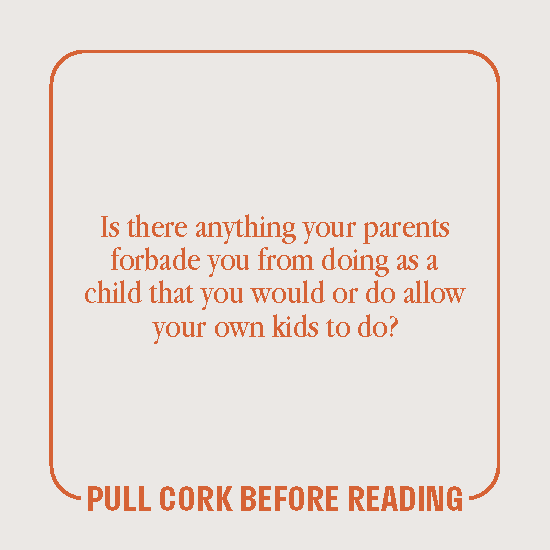 Is there anything your parents
forbade you from doing as a
child that you would or do allow
your own kids to do?
PULL CORK BEFORE READING